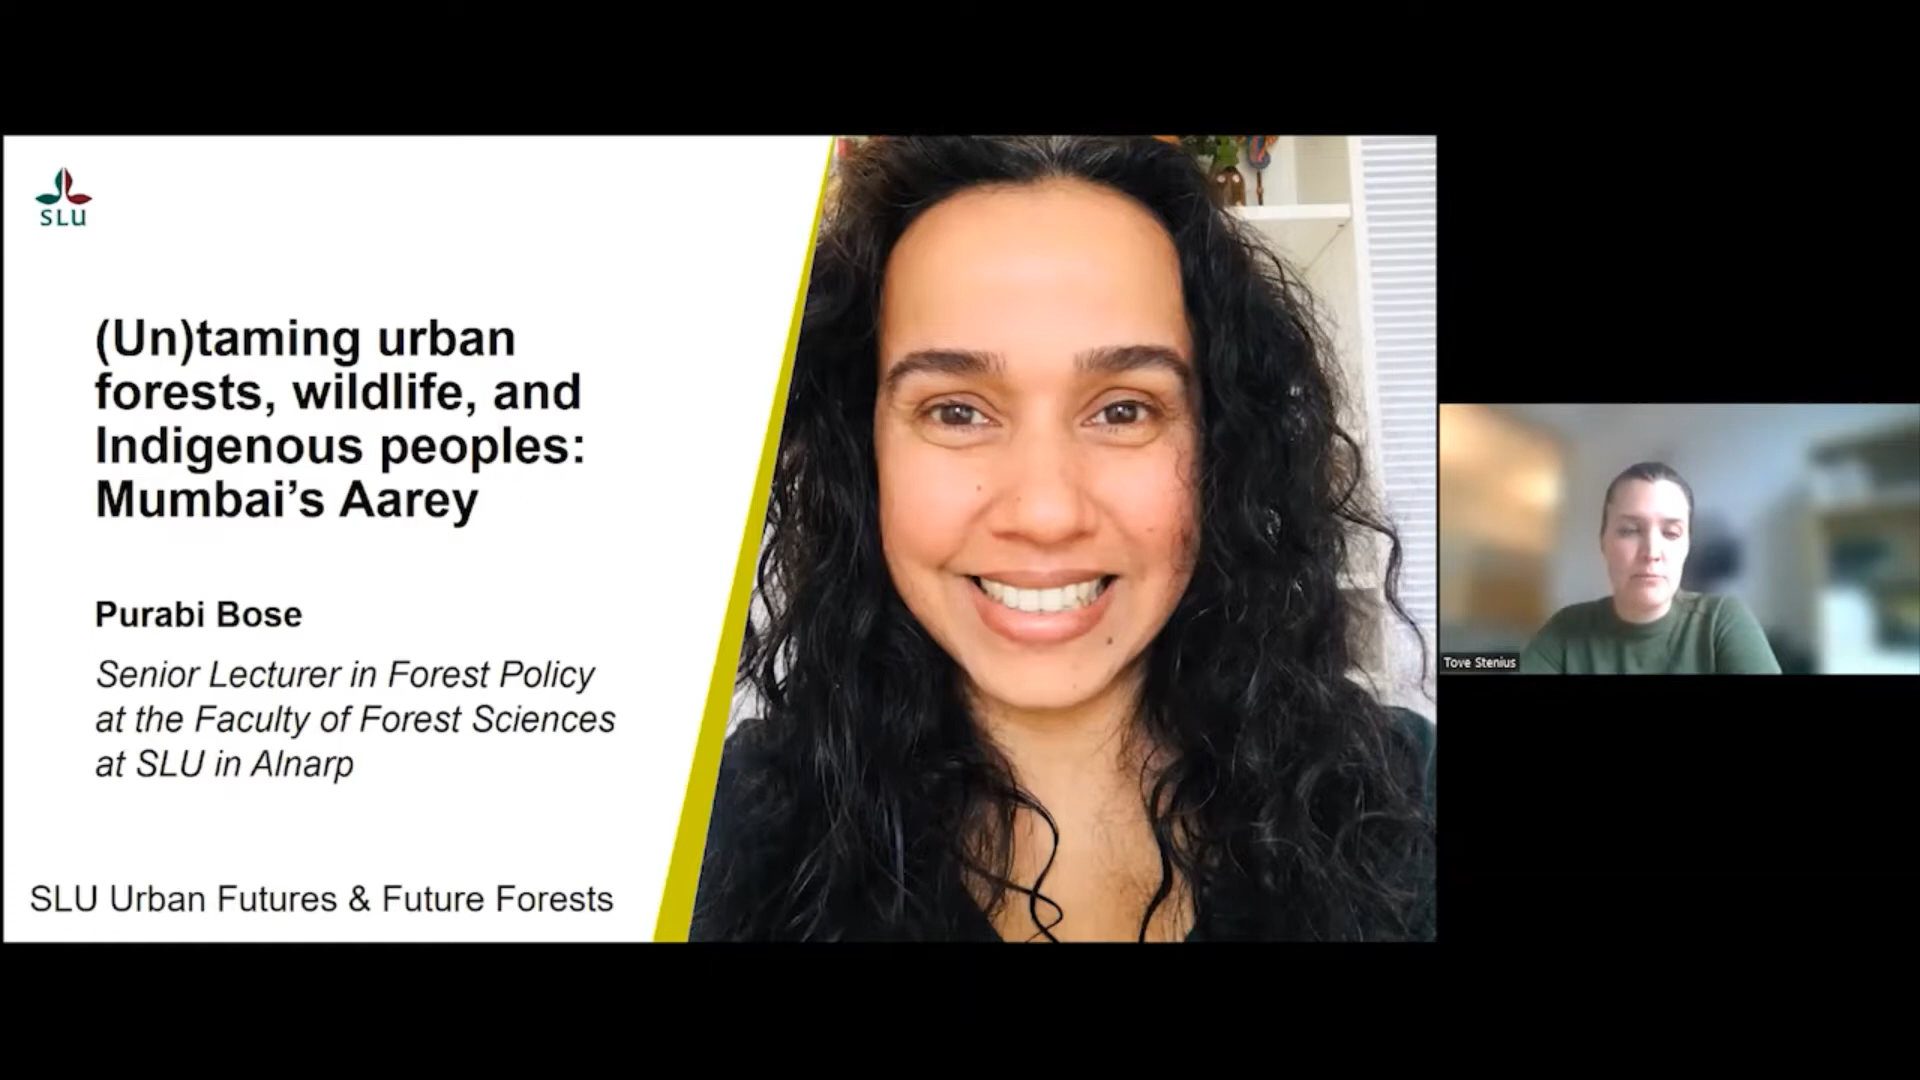 SLU
(Un)taming urban
forests, wildlife, and
Indigenous peoples:
Mumbai's Aarey
Purabi Bose
Senior Lecturer in Forest Policy
at the Faculty of Forest Sciences
at SLU in Alnarp
SLU Urban Futures & Future Forests
Tove Stenius